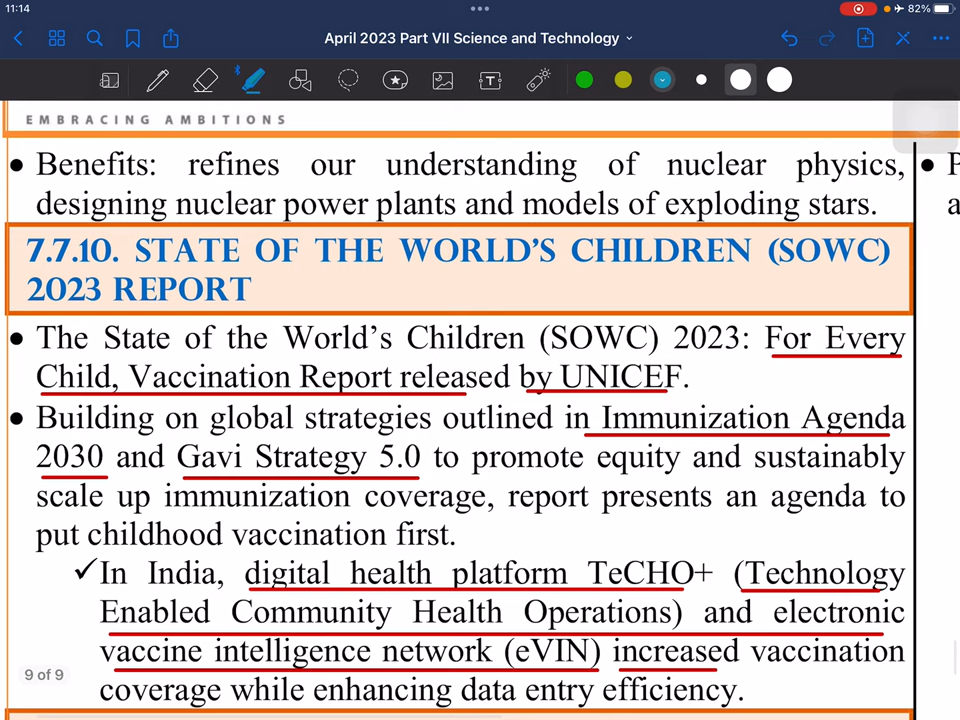 11:14
82%
April 2023 Part VII Science and Technology
EMBRACING AMBITIONS
• Benefits: refines our understanding of nuclear physics,
designing nuclear power plants and models of exploding stars.
7.7.10. STATE OF THE WORLD'S CHILDREN (SOWC)
2023 REPORT
• The State of the World's Children (SOWC) 2023: For Every
Child, Vaccination Report released by UNICEF.
• Building on global strategies outlined in Immunization Agenda
2030 and Gavi Strategy 5.0 to promote equity and sustainably
scale up immunization coverage, report presents an agenda to
put childhood vaccination first.
✓In India, digital health platform TeCHO+ (Technology
Enabled Community Health Operations) and electronic
vaccine intelligence network (eVIN) increased vaccination
coverage while enhancing data entry efficiency.
9 of 9